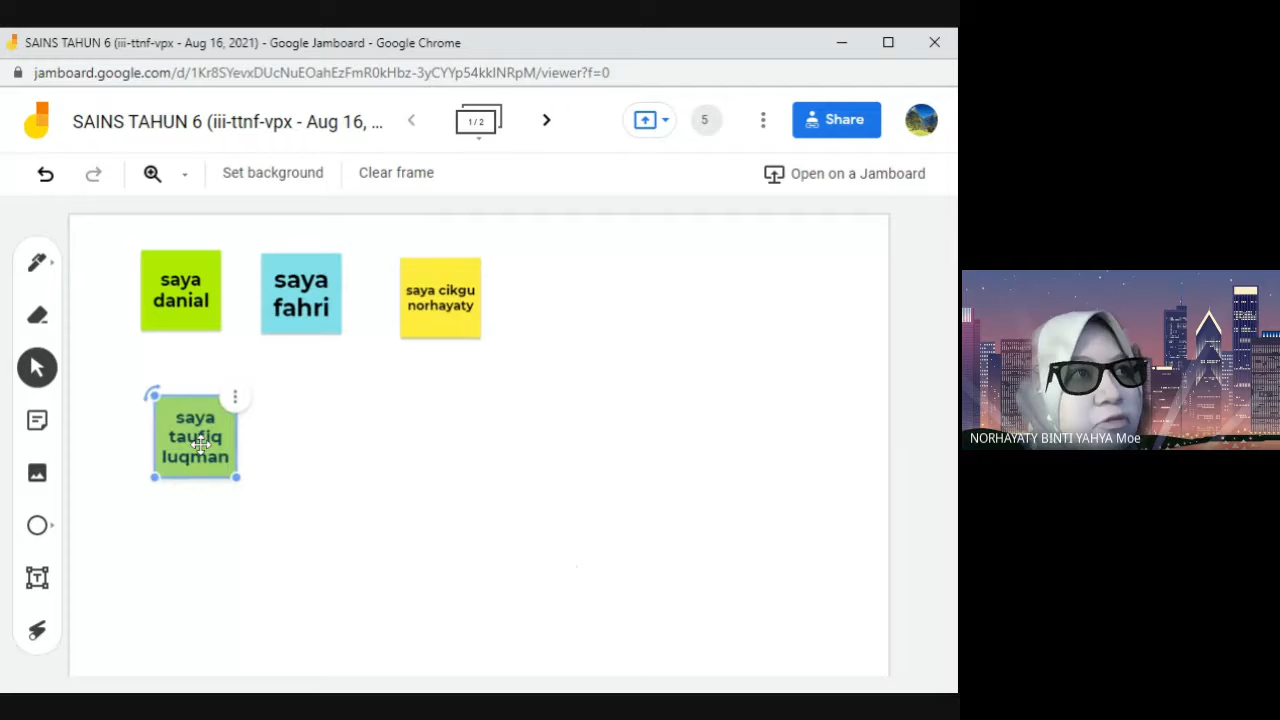 SAINS TAHUN 6 (iii-ttnf-vpx - Aug 16, 2021) - Google Jamboard - Google Chrome
jamboard.google.com/d/1Kr8SYevxDUcNuEOahEzFmR0kHbz-3yCYYp54kklNRpM/viewer?f=0
SAINS TAHUN 6 (iii-ttnf-vpx - Aug 16, ...
1/2
5
Share
Set background
Clear frame
Open on a Jamboard
saya
danial
saya
fahri
saya cikgu
norhayaty
saya
taufiq
luqman
NORHAYATY BINTI YAHYA Moe